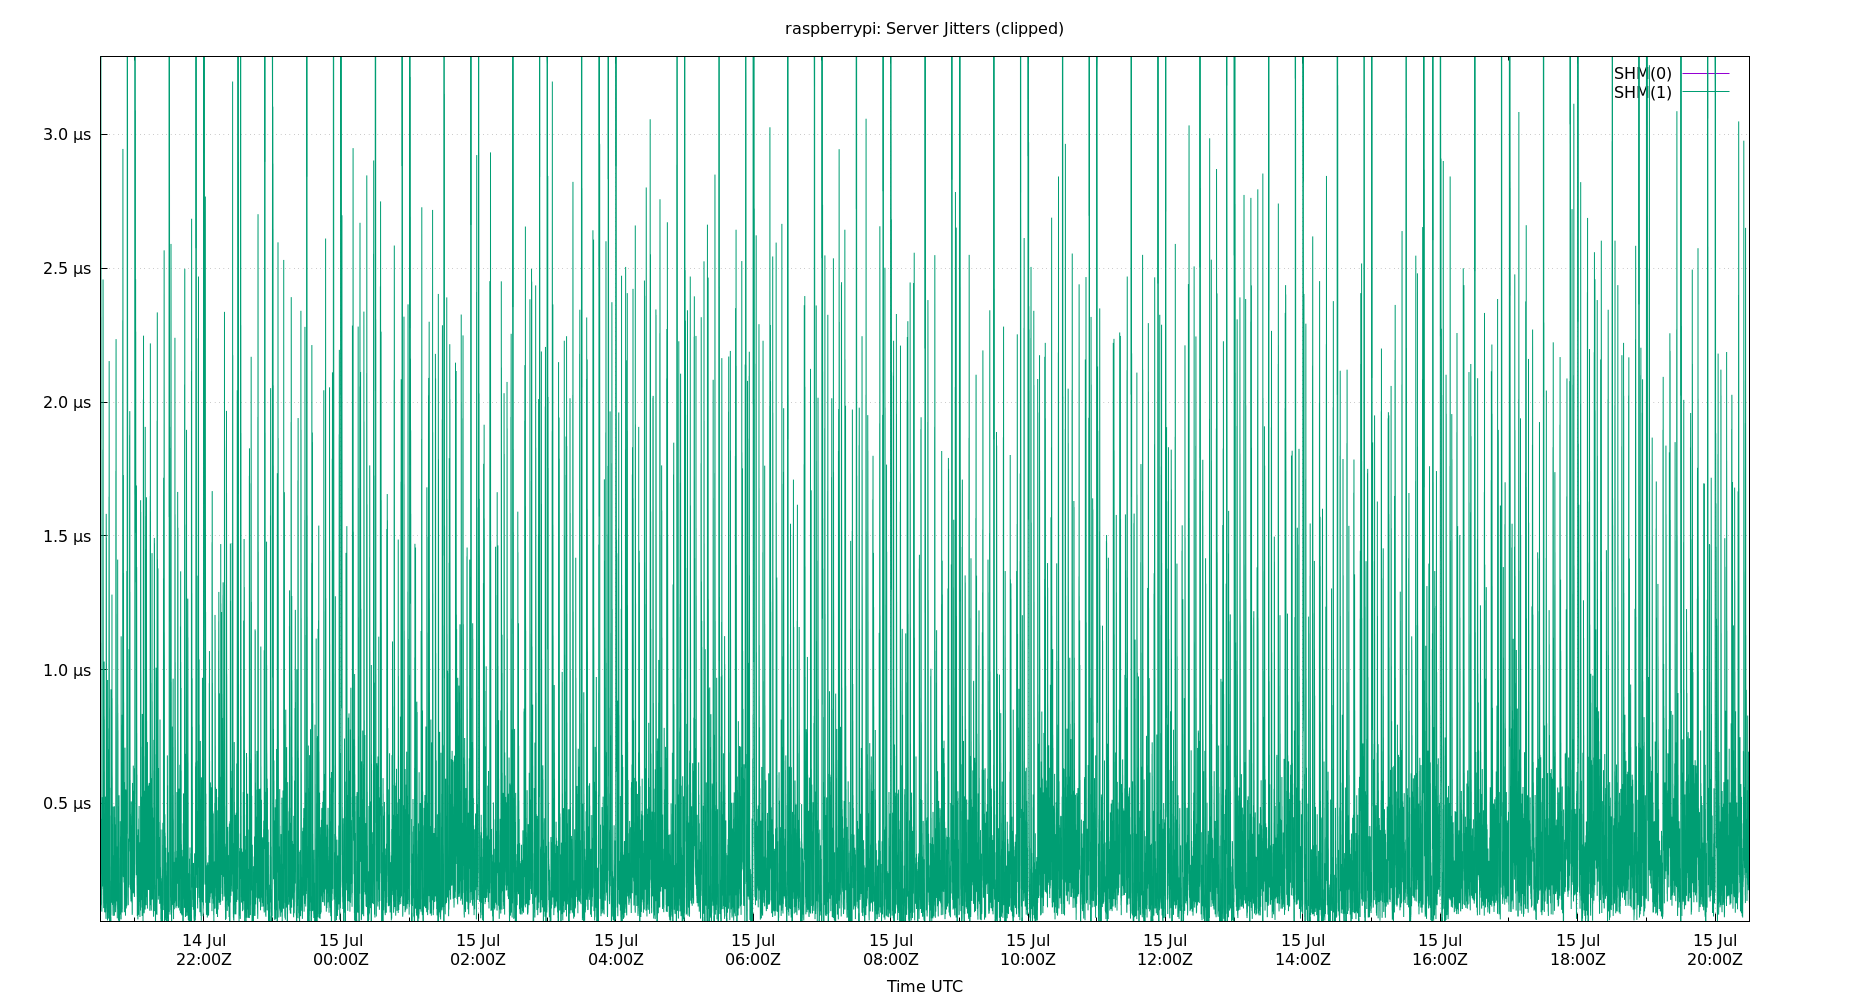 raspberrypi: Server Jitters (clipped)
SHM(0)
SHM(1)
3.0 µs
2.5 µs
2.0 µs
1.5 µs
1.0 µs
0.5 µs
14 Jul 15 Jul 15 Jul 15 Jul 15 Jul 15 Jul 15 Jul 15 Jul 15 Jul 15 Jul 15 Jul 15 Jul
22:00Z 00:00Z 02:00Z 04:00Z 06:00Z 08:00Z 10:00Z 12:00Z 14:00Z 16:00Z 18:00Z 20:00Z
Time UTC